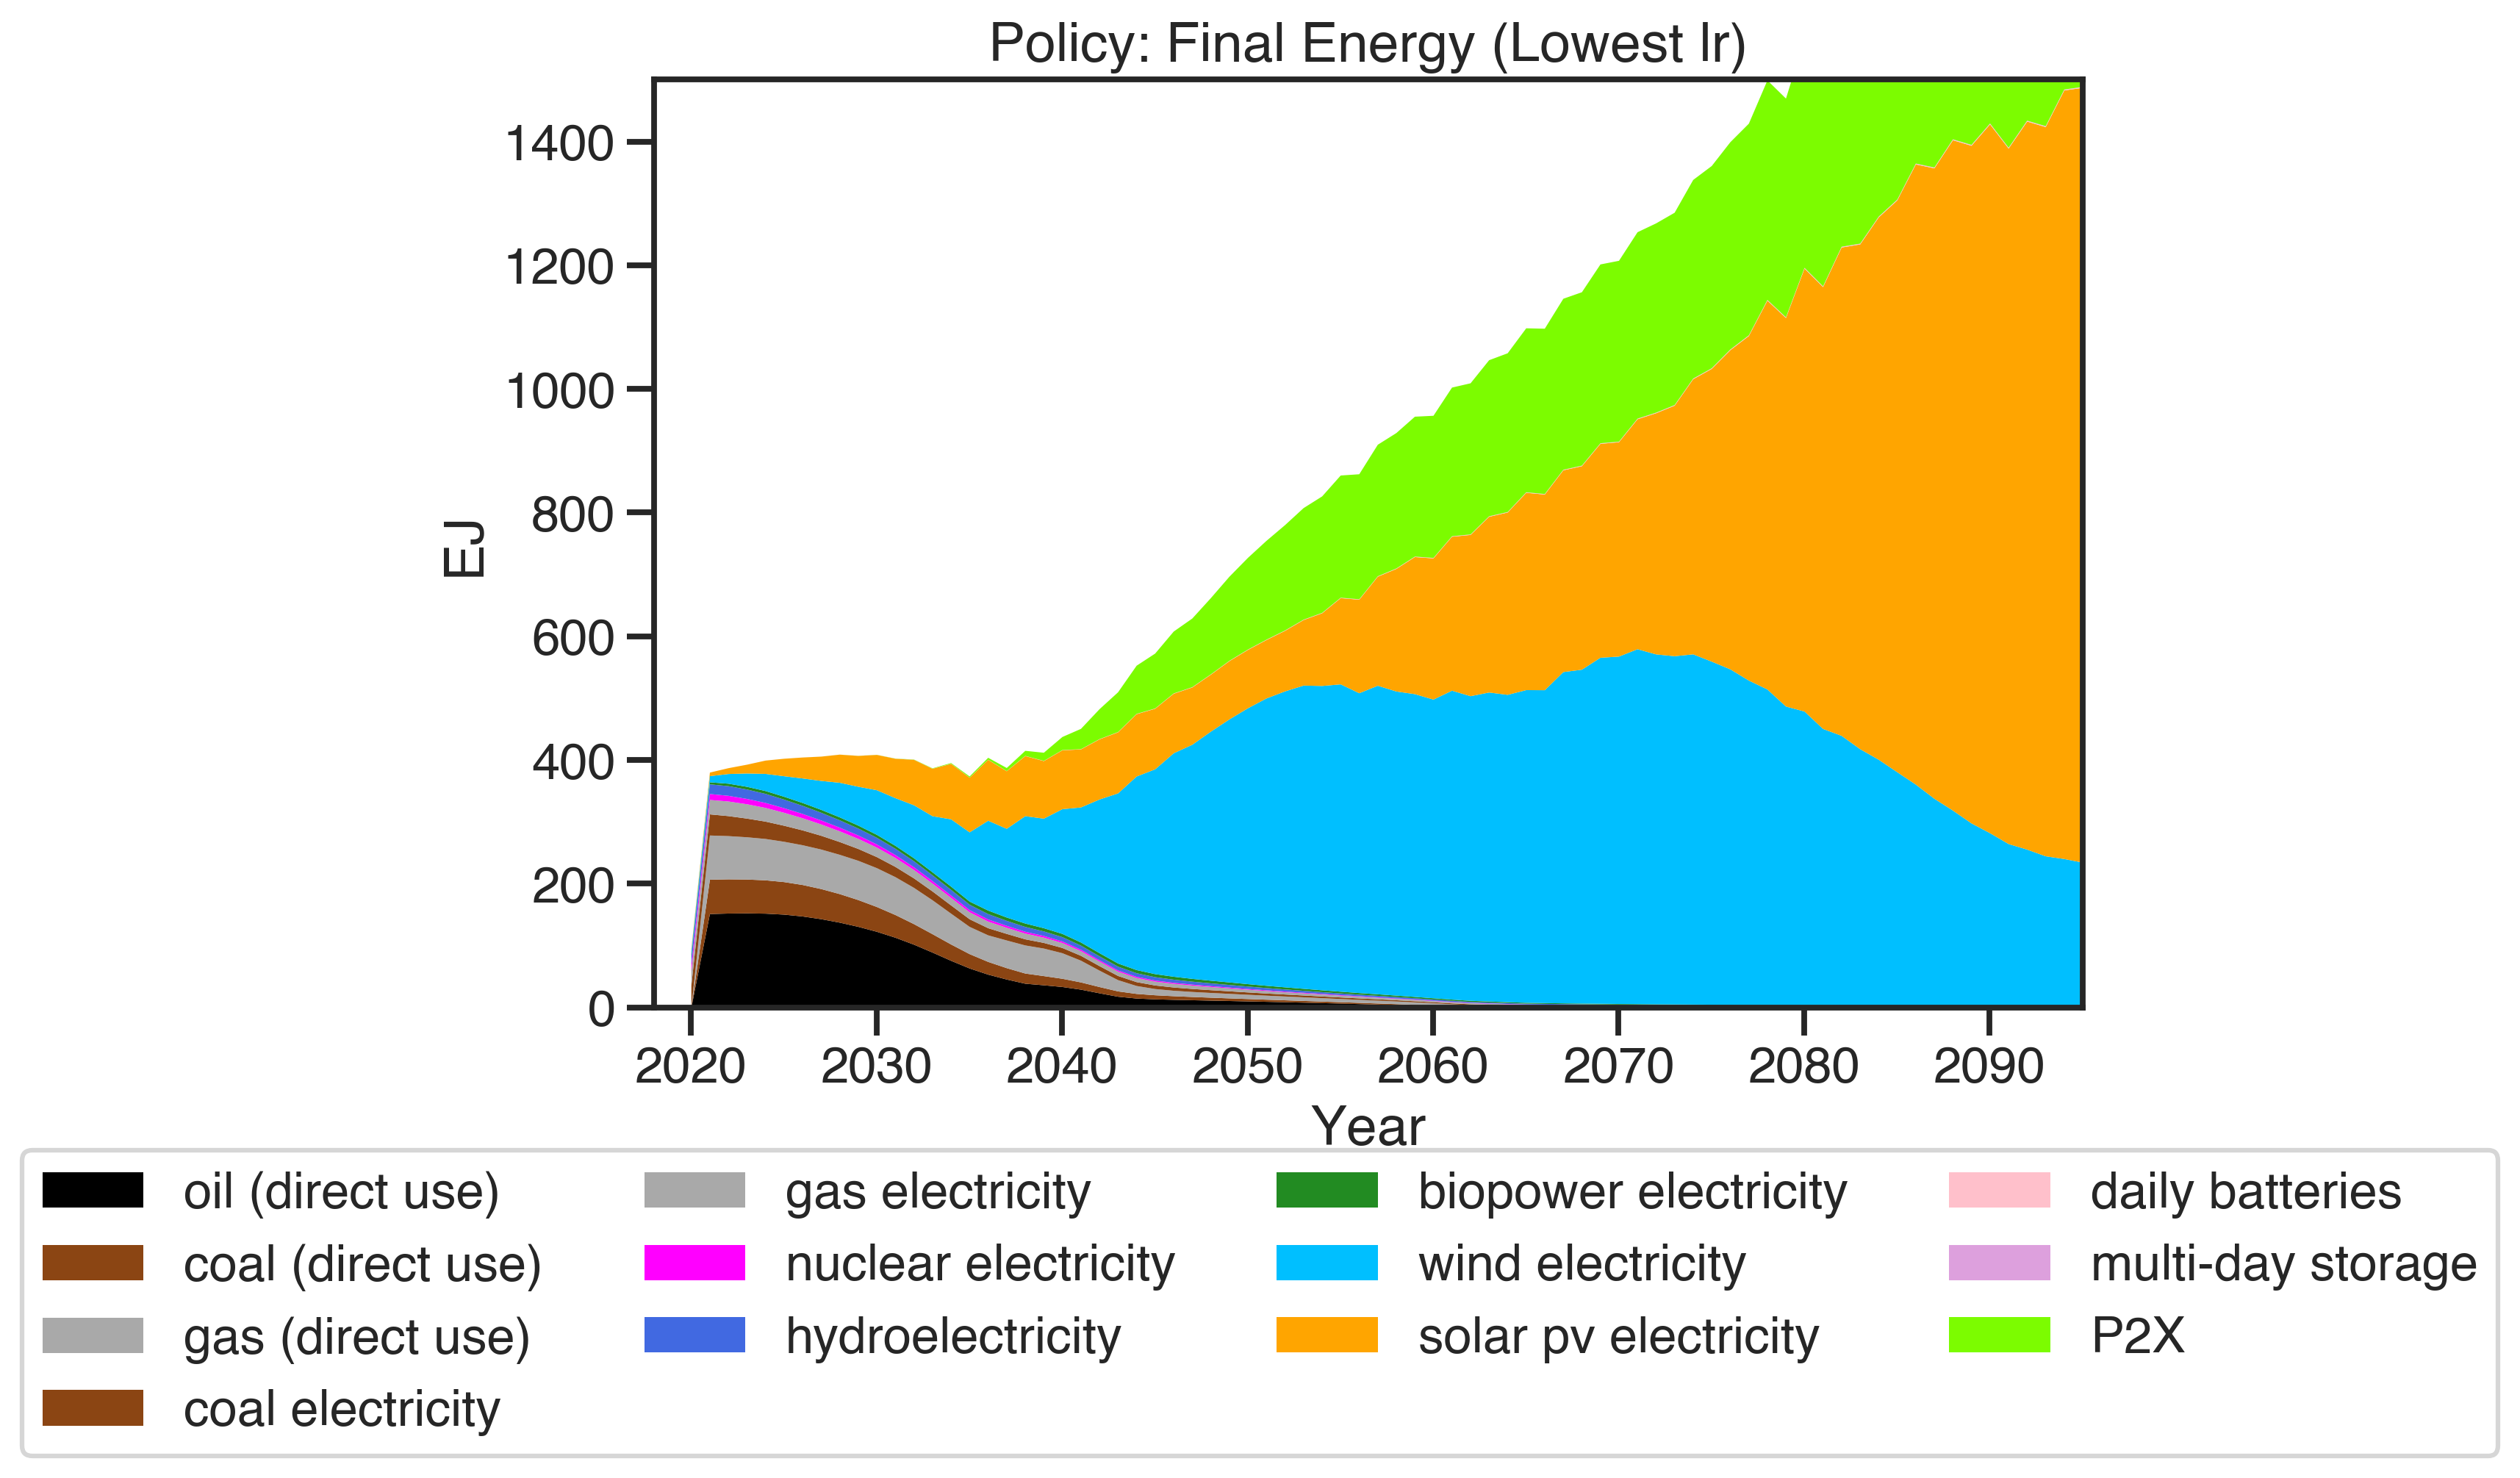 Policy: Final Energy (Lowest lr)
1400
1200
1000
800
600
400
200
0
EJ
2020 2030 2040 2050 2060 2070 2080 2090
Year
oil (direct use)
coal (direct use)
gas (direct use)
coal electricity
gas electricity
nuclear electricity
hydroelectricity
biopower electricity
wind electricity
solar pv electricity
daily batteries
multi-day storage
P2X